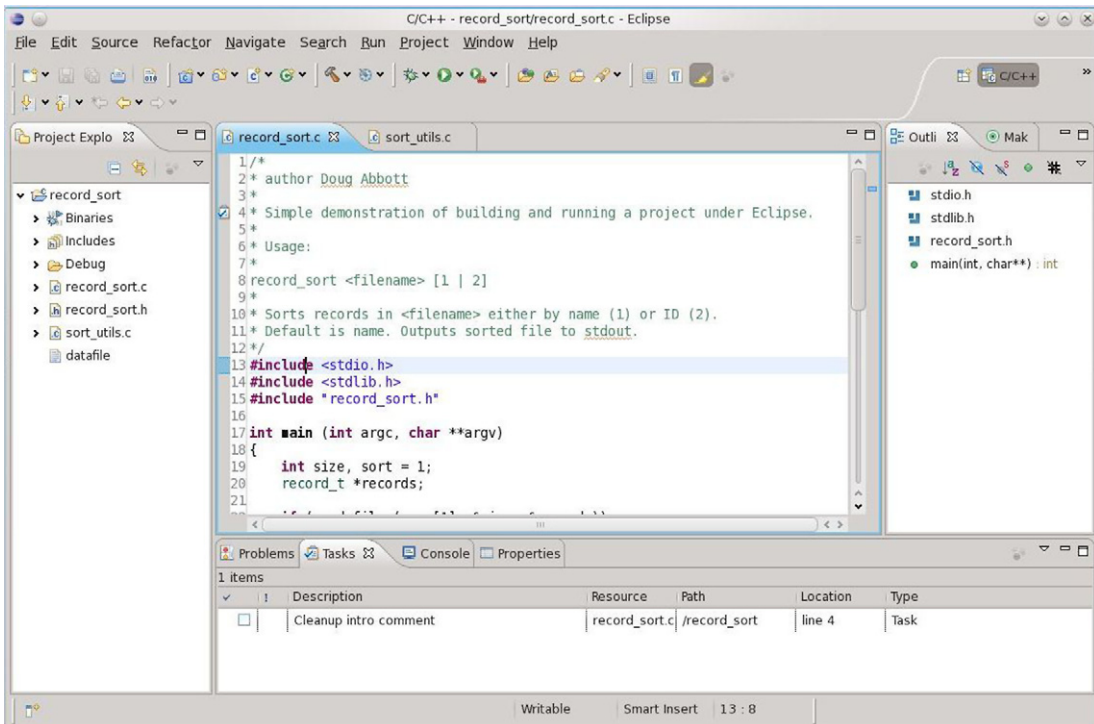 C/C++ - record_sort/record_sort.c - Eclipse
File Edit Source Refactor Navigate Search Run Project Window Help
C/C++ »
Project Explo
record_sort.c sort_utils.c
Outli Mak
record_sort
Binaries
Includes
Debug
record_sort.c
record_sort.h
sort_utils.c
datafile
1 /*
2 * author Doug Abbott
3 *
4 * Simple demonstration of building and running a project under Eclipse.
5 *
6 * Usage:
7 *
8 record_sort <filename> [1 | 2]
9 *
10 * Sorts records in <filename> either by name (1) or ID (2).
11 * Default is name. Outputs sorted file to stdout.
12 */
13 #include <stdio.h>
14 #include <stdlib.h>
15 #include "record_sort.h"
16
17 int main (int argc, char **argv)
18 {
19 int size, sort = 1;
20 record_t *records;
21
stdio.h
stdlib.h
record_sort.h
main(int, char**) : int
Problems Tasks Console Properties
1 items
! Description Resource Path Location Type
Cleanup intro comment record_sort.c /record_sort line 4 Task
Writable Smart Insert 13 : 8